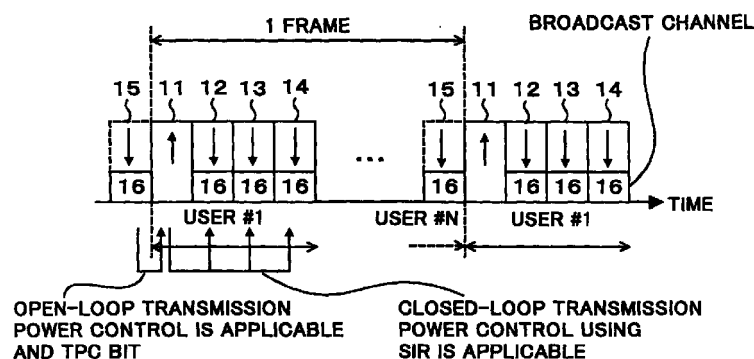 1 FRAME
BROADCAST CHANNEL
15 11 12 13 14 15 11 12 13 14
...
16 16 16 16 16 16 16 16
TIME
USER #1 USER #N USER #1
OPEN-LOOP TRANSMISSION
POWER CONTROL IS APPLICABLE
AND TPC BIT
CLOSED-LOOP TRANSMISSION
POWER CONTROL USING
SIR IS APPLICABLE